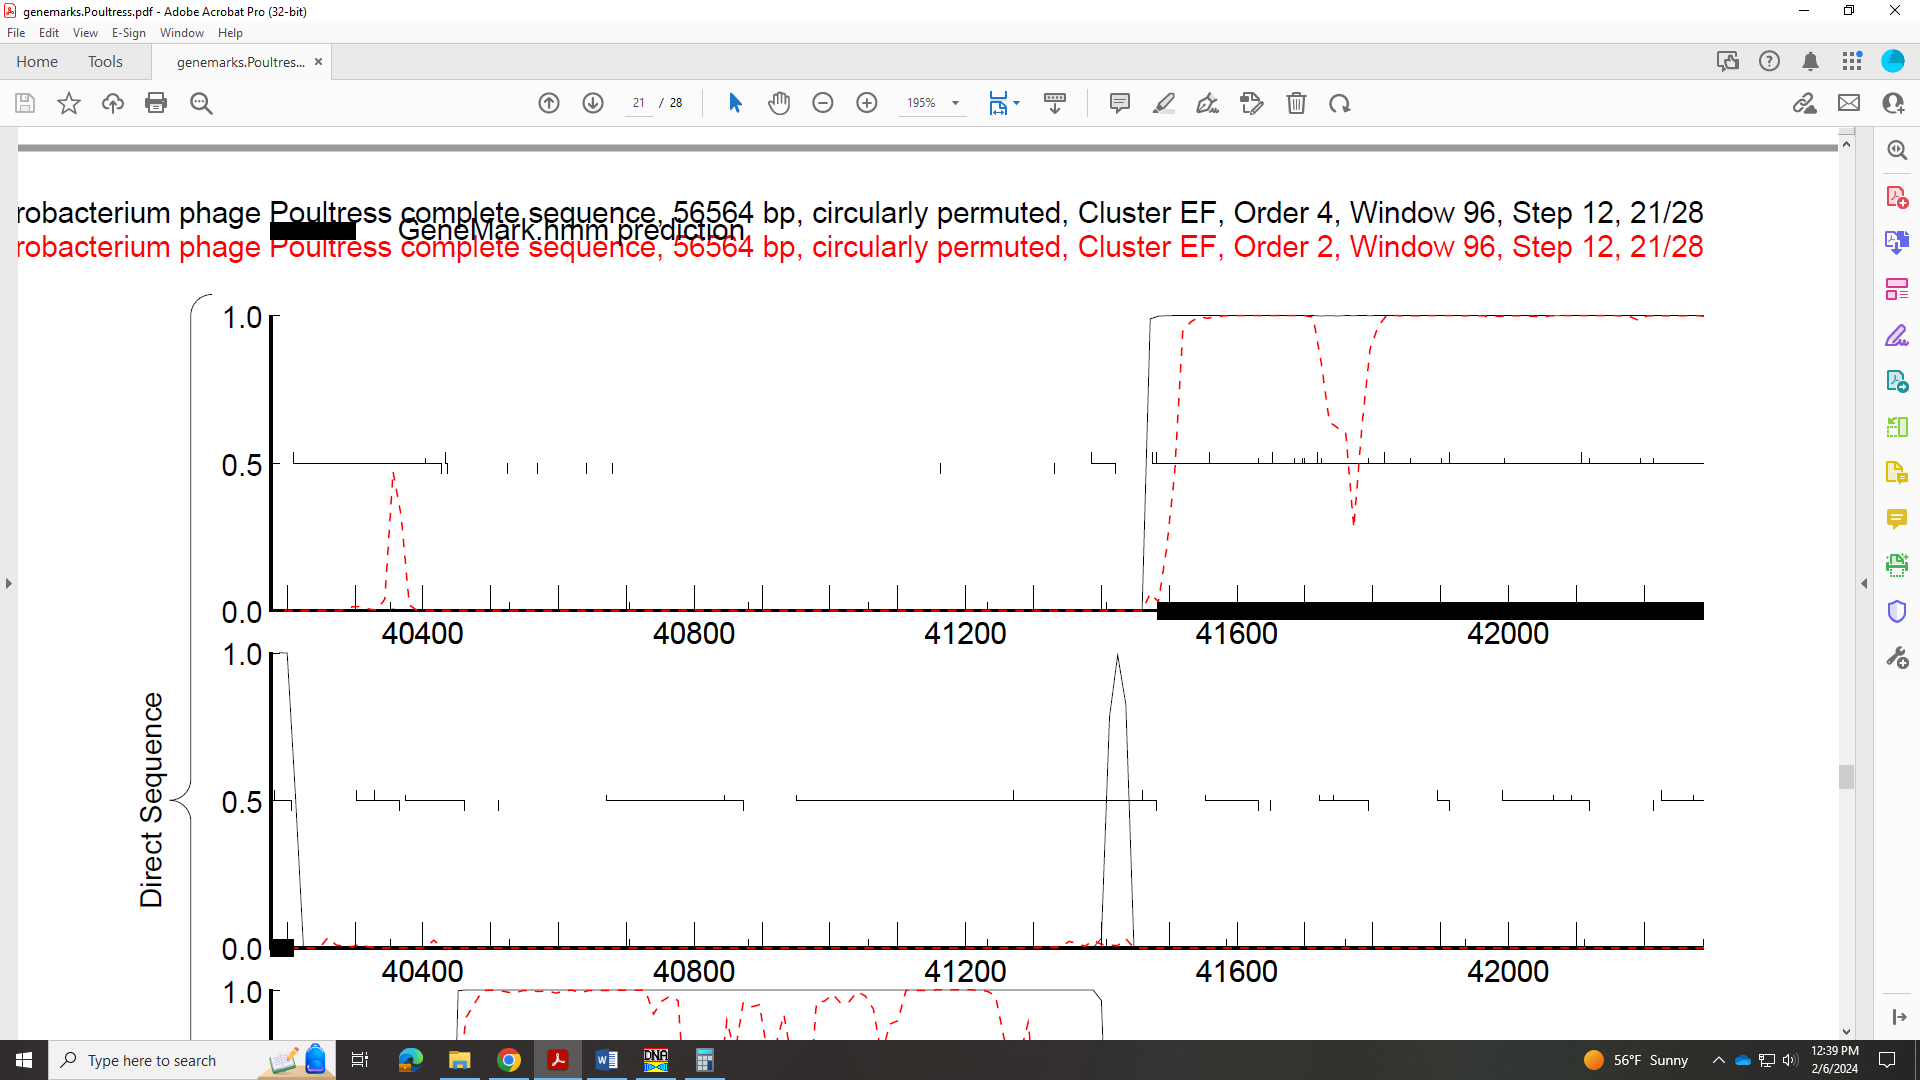 genemarks.Poultress.pdf - Adobe Acrobat Pro (32-bit)
File Edit View E-Sign Window Help
Home Tools genemarks.Poultres... ×
21 / 28 195%
robacterium phage Poultress complete sequence, 56564 bp, circularly permuted, Cluster EF, Order 4, Window 96, Step 12, 21/28
GeneMark.hmm prediction
robacterium phage Poultress complete sequence, 56564 bp, circularly permuted, Cluster EF, Order 2, Window 96, Step 12, 21/28
1.0
0.5
0.0
40400 40800 41200 41600 42000
1.0
Direct Sequence
0.5
0.0
40400 40800 41200 41600 42000
1.0
Type here to search
DNA
56°F Sunny
12:39 PM
2/6/2024